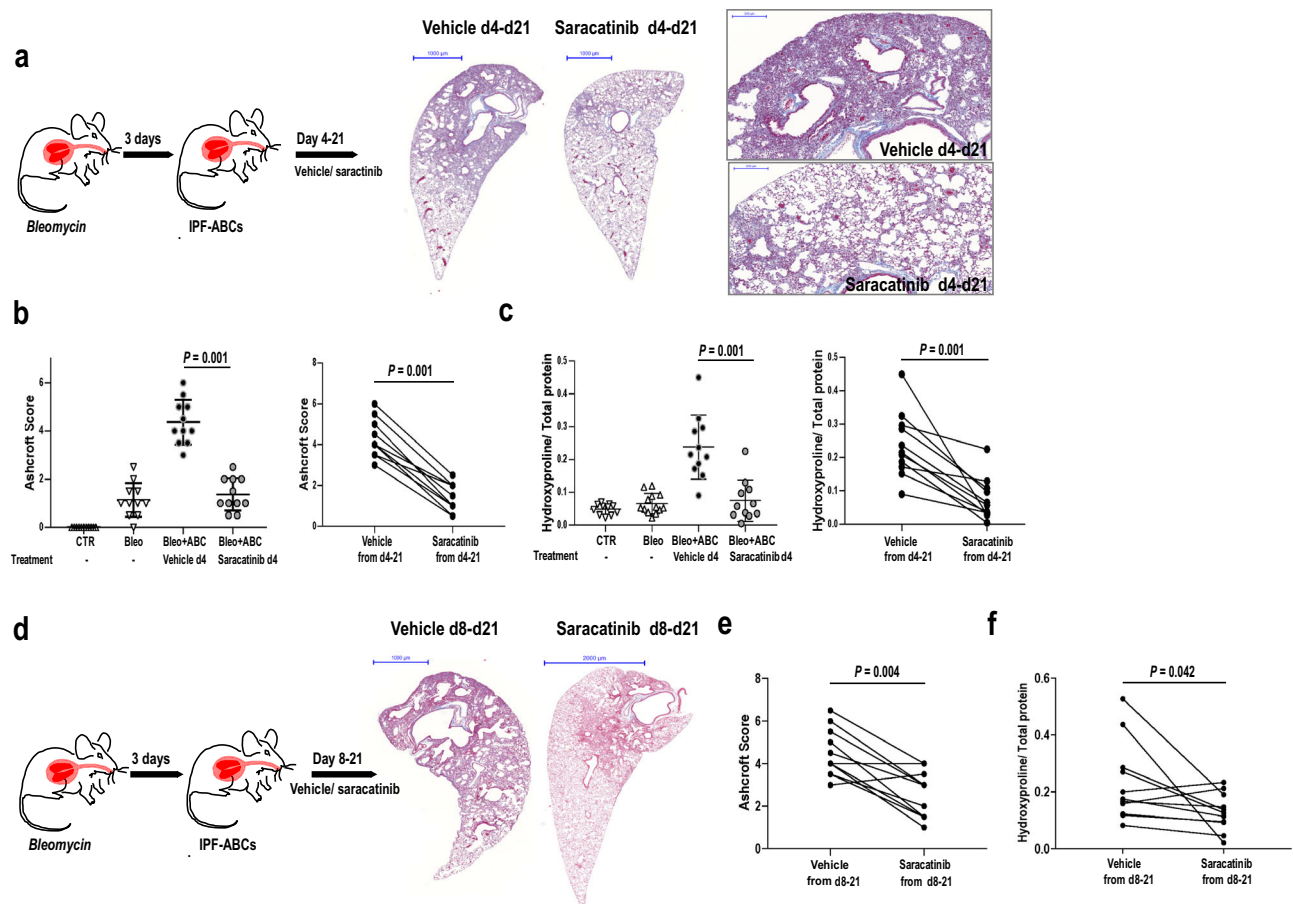 a
Vehicle d4-d21
Saracatinib d4-d21
1000 µm
1000 µm
3 days
Day 4-21
Vehicle/ saractinib
Bleomycin
IPF-ABCs
.
Vehicle d4-d21
Saracatinib d4-d21
b
P = 0.001
Ashcroft Score
6
4
2
0
CTR
Bleo
Bleo+ABC
Bleo+ABC
Treatment
-
-
Vehicle d4
Saracatinib d4
P = 0.001
Ashcroft Score
8
6
4
2
0
Vehicle
from d4-21
Saracatinib
from d4-21
c
P = 0.001
Hydroxyproline/ Total protein
0.5
0.4
0.3
0.2
0.1
0.0
CTR
Bleo
Bleo+ABC
Bleo+ABC
Treatment
-
-
Vehicle d4
Saracatinib d4
P = 0.001
Hydroxyproline/ Total protein
0.5
0.4
0.3
0.2
0.1
0.0
Vehicle
from d4-21
Saracatinib
from d4-21
d
Vehicle d8-d21
Saracatinib d8-d21
1000 µm
2000 µm
3 days
Day 8-21
Vehicle/ saracatinib
Bleomycin
IPF-ABCs
.
e
P = 0.004
Ashcroft Score
8
6
4
2
0
Vehicle
from d8-21
Saracatinib
from d8-21
f
P = 0.042
Hydroxyproline/ Total protein
0.6
0.4
0.2
0.0
Vehicle
from d8-21
Saracatinib
from d8-21